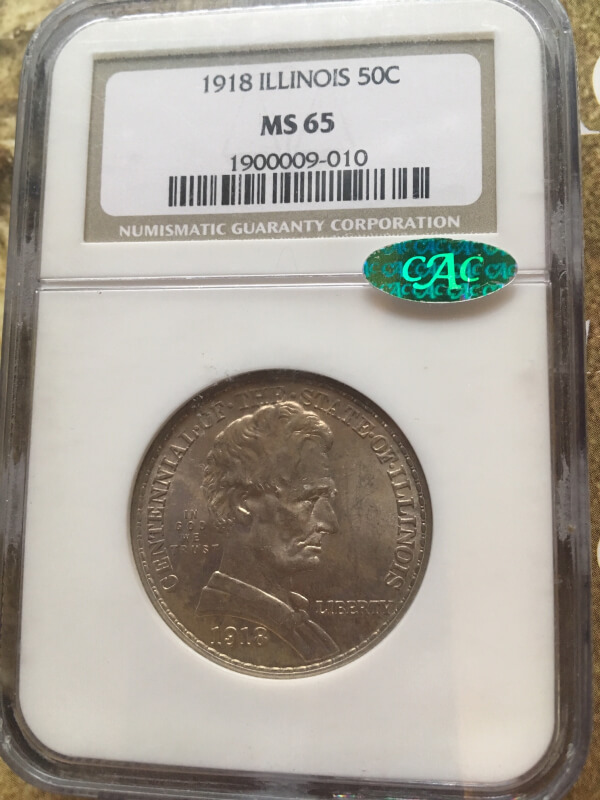 1918 ILLINOIS 50C
MS 65
1900009-010
NUMISMATIC GUARANTY CORPORATION
CAC
CENTENNIAL·OF·THE·STATE·OF·ILLINOIS
IN
GOD
WE
TRUST
LIBERTY
1918